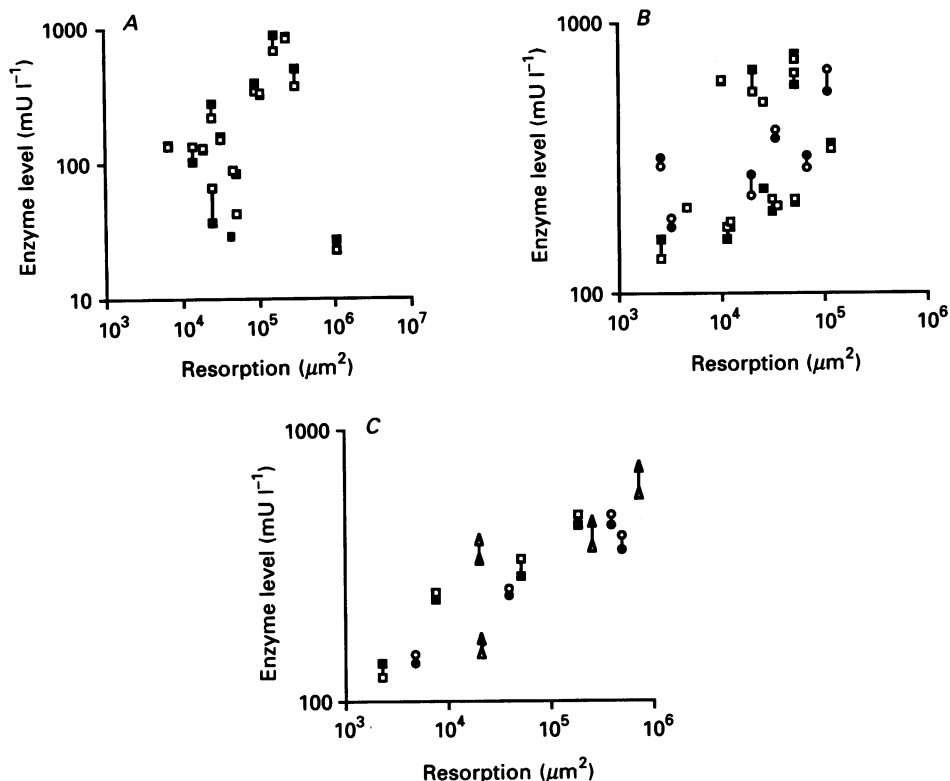 A
1000
100
10
Enzyme level (mU l⁻¹)
10³ 10⁴ 10⁵ 10⁶ 10⁷
Resorption (μm²)
B
1000
100
Enzyme level (mU l⁻¹)
10³ 10⁴ 10⁵ 10⁶
Resorption (μm²)
C
1000
100
Enzyme level (mU l⁻¹)
10³ 10⁴ 10⁵ 10⁶
Resorption (μm²)